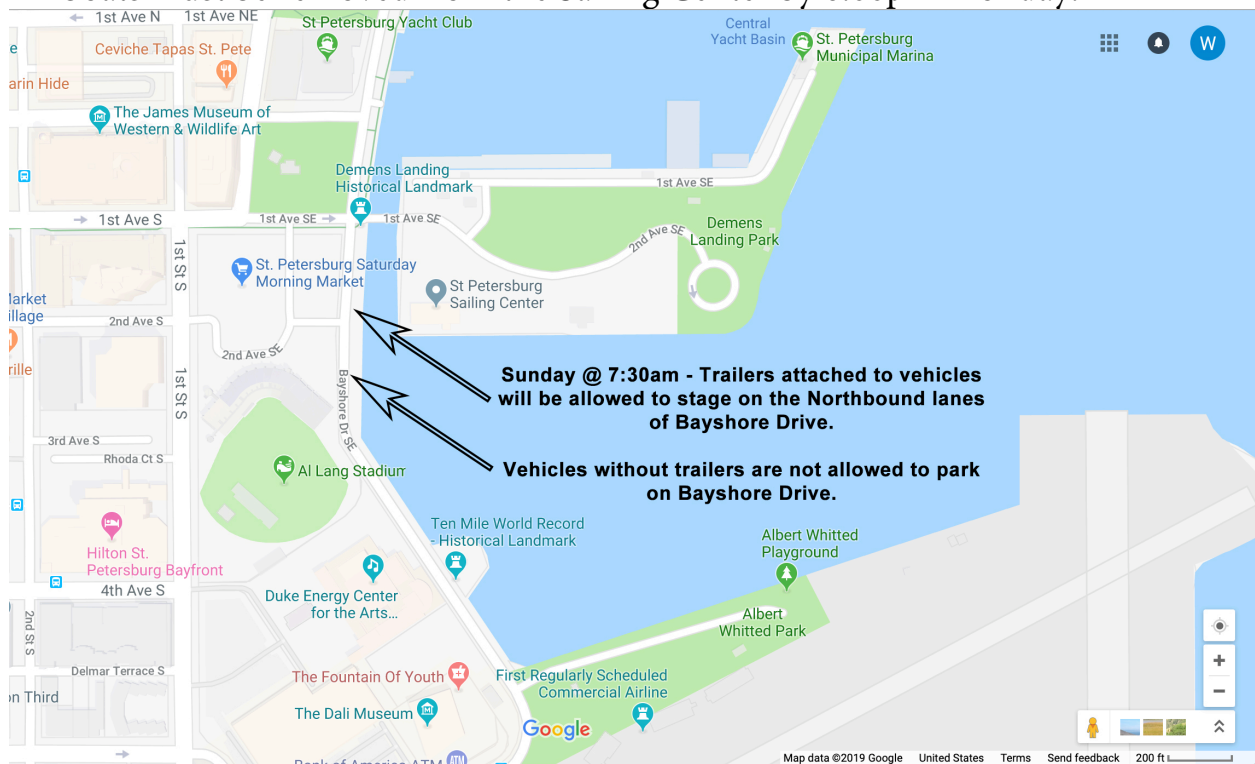 1st Ave N
1st Ave NE
St Petersburg Yacht Club
Central
Yacht Basin
St. Petersburg
Municipal Marina
W
Ceviche Tapas St. Pete
arin Hide
The James Museum of
Western & Wildlife Art
Demens Landing
Historical Landmark
1st Ave SE
1st Ave S
1st Ave SE
1st Ave SE
Demens
Landing Park
2nd Ave SE
1st St S
St. Petersburg Saturday
Morning Market
St Petersburg
Sailing Center
Market
illage
2nd Ave S
2nd Ave SE
rille
1st St S
Bayshore Dr SE
Sunday @ 7:30am - Trailers attached to vehicles
will be allowed to stage on the Northbound lanes
of Bayshore Drive.
3rd Ave S
Rhoda Ct S
Al Lang Stadium
Vehicles without trailers are not allowed to park
on Bayshore Drive.
Ten Mile World Record
- Historical Landmark
Albert Whitted
Playground
Hilton St.
Petersburg Bayfront
4th Ave S
Duke Energy Center
for the Arts...
Albert
Whitted Park
2nd St S
Delmar Terrace S
The Fountain Of Youth
First Regularly Scheduled
Commercial Airline
on Third
The Dali Museum
Google
Bank of America ATM
Map data ©2019 Google United States Terms Send feedback 200 ft